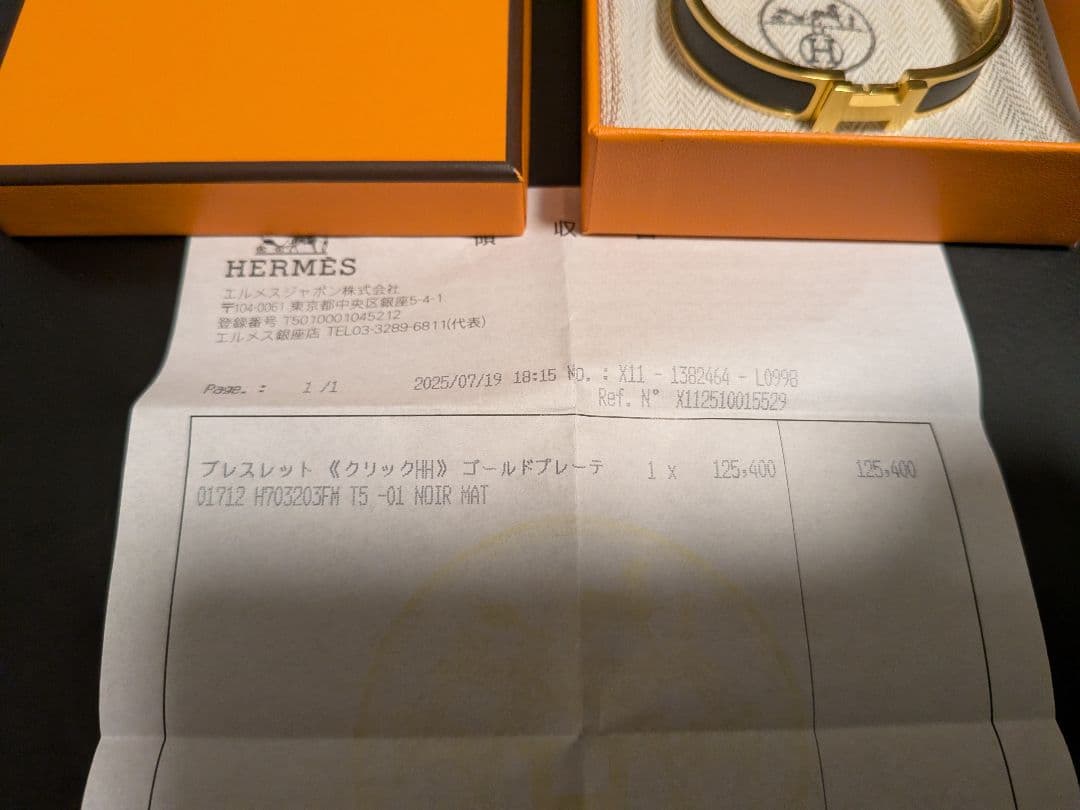 領収書
HERMÈS
エルメスジャポン株式会社
〒104-0061 東京都中央区銀座5-4-1
登録番号 T5010001045212
エルメス銀座店 TEL03-3289-6811(代表)
Page. : 1 /1 2025/07/19 18:15 No. : X11 - 1382464 - L0998
Ref. N° X112510015529
ブレスレット 《クリックHH》 ゴールドプレーテ 1 x 125,400 125,400
01712 H703203FM T5 -01 NOIR MAT
H